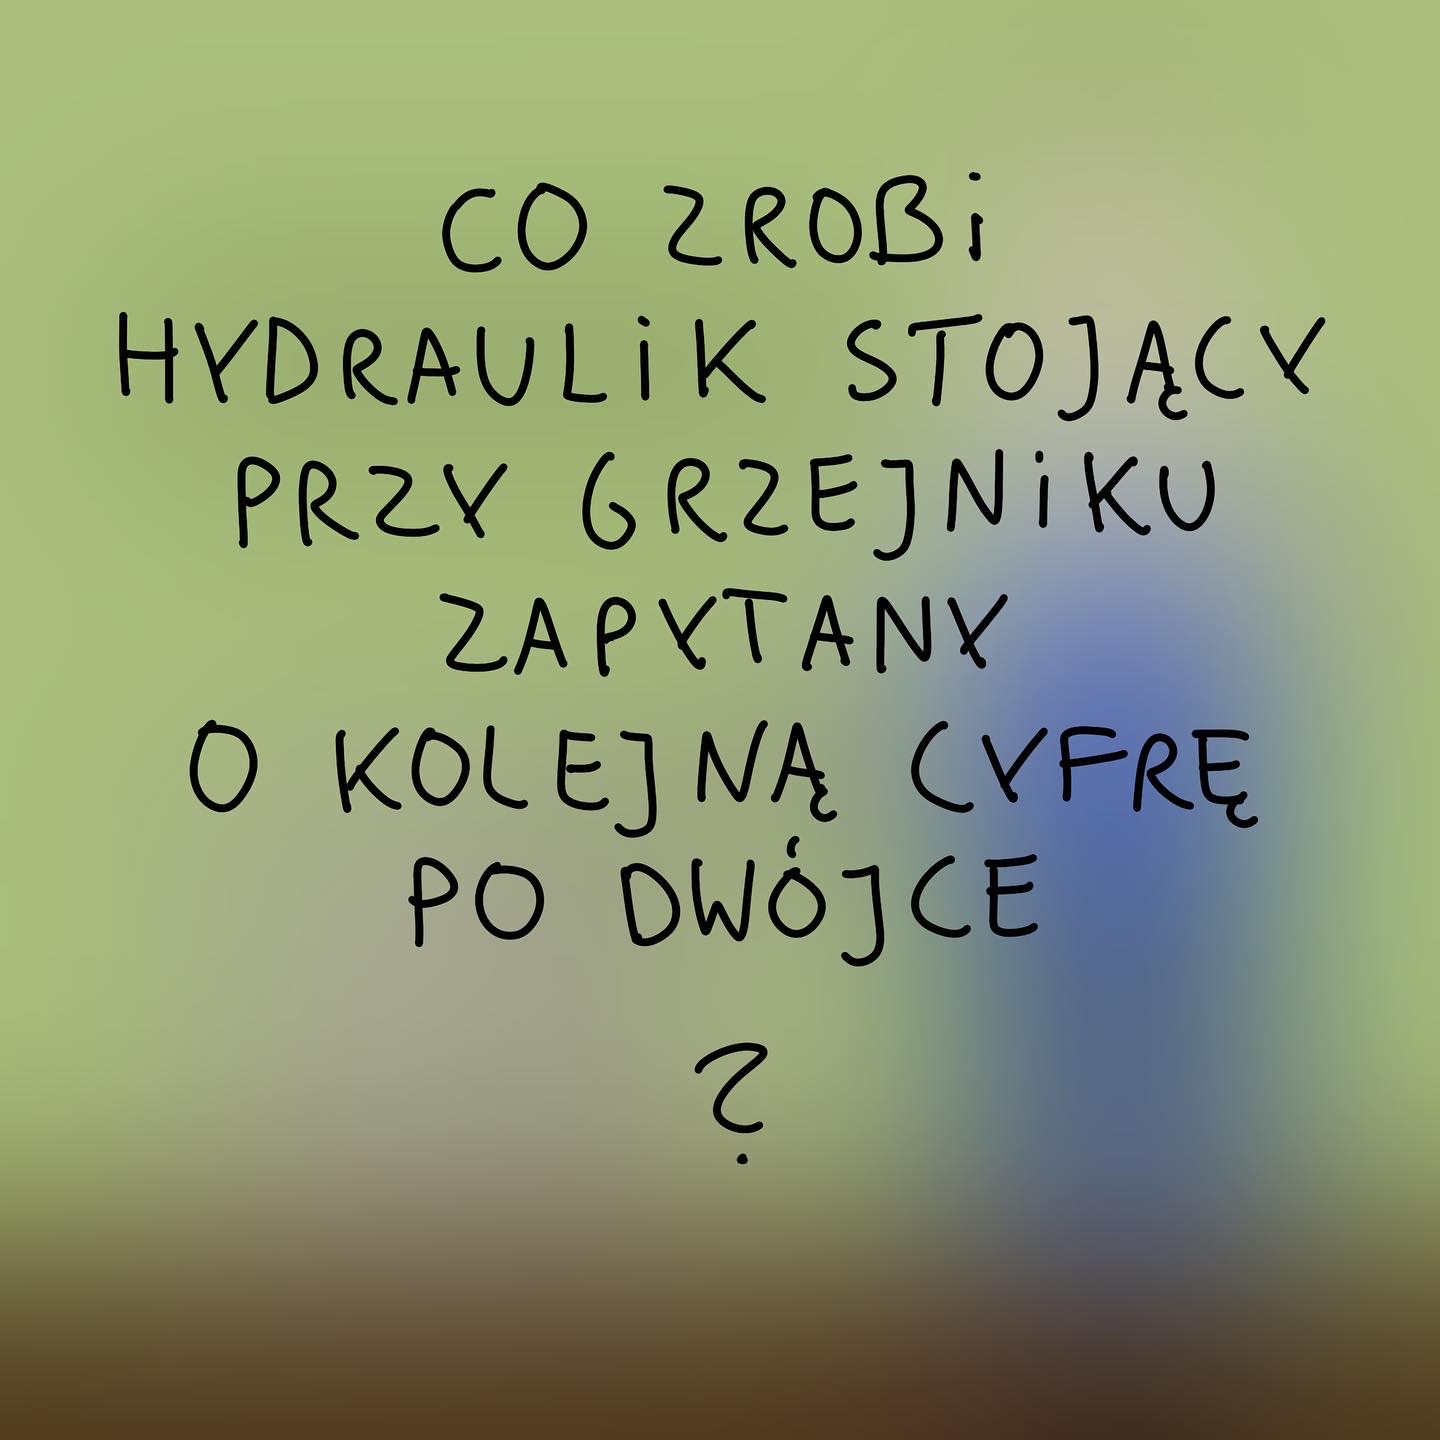 CO ZROBi
HYDRAULiK STOJĄCY
PRZY GRZEJNiKU
ZAPYTANY
O KOLEJNĄ CYFRĘ
PO DWÓJCE
?